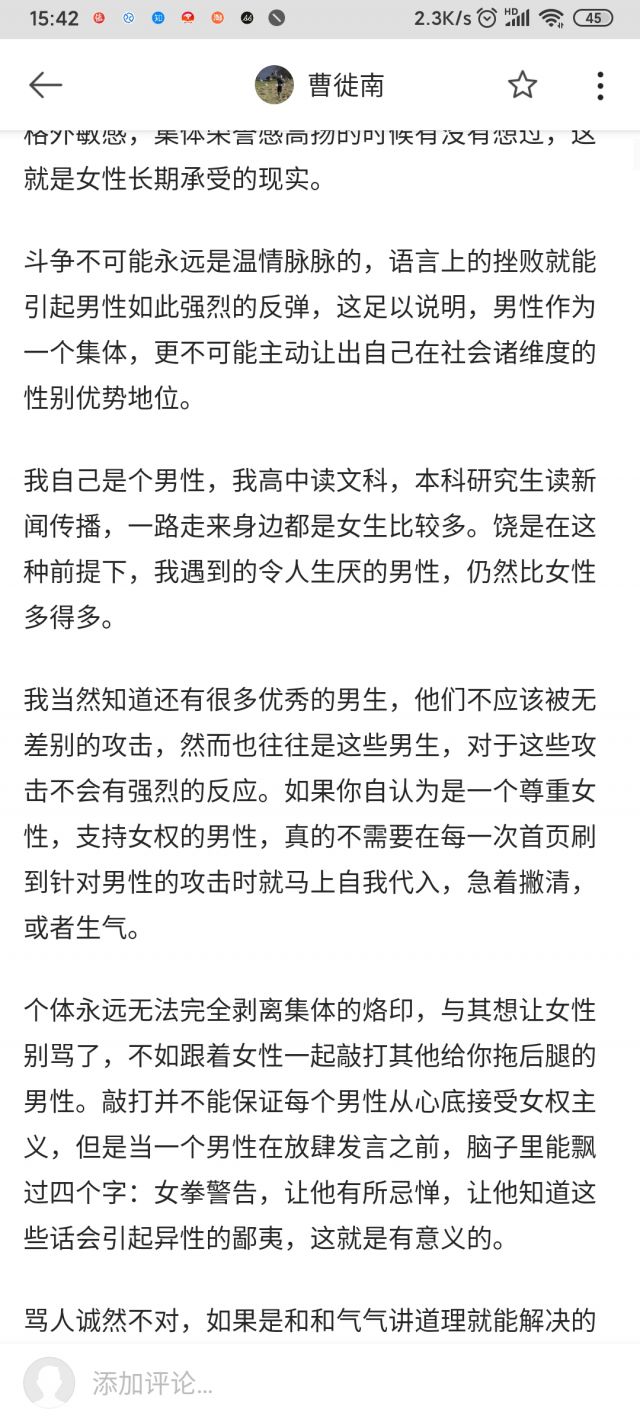 15:42
2.3K/s
HD
45
曹徙南
格外敏感，集体荣誉感高扬的时候有没有想过，这
就是女性长期承受的现实。
斗争不可能永远是温情脉脉的，语言上的挫败就能
引起男性如此强烈的反弹，这足以说明，男性作为
一个集体，更不可能主动让出自己在社会诸维度的
性别优势地位。
我自己是个男性，我高中读文科，本科研究生读新
闻传播，一路走来身边都是女生比较多。饶是在这
种前提下，我遇到的令人生厌的男性，仍然比女性
多得多。
我当然知道还有很多优秀的男生，他们不应该被无
差别的攻击，然而也往往是这些男生，对于这些攻
击不会有强烈的反应。如果你自认为是一个尊重女
性，支持女权的男性，真的不需要在每一次首页刷
到针对男性的攻击时就马上自我代入，急着撇清，
或者生气。
个体永远无法完全剥离集体的烙印，与其想让女性
别骂了，不如跟着女性一起敲打其他给你拖后腿的
男性。敲打并不能保证每个男性从心底接受女权主
义，但是当一个男性在放肆发言之前，脑子里能飘
过四个字：女拳警告，让他有所忌惮，让他知道这
些话会引起异性的鄙夷，这就是有意义的。
骂人诚然不对，如果是和和气气讲道理就能解决的
添加评论...